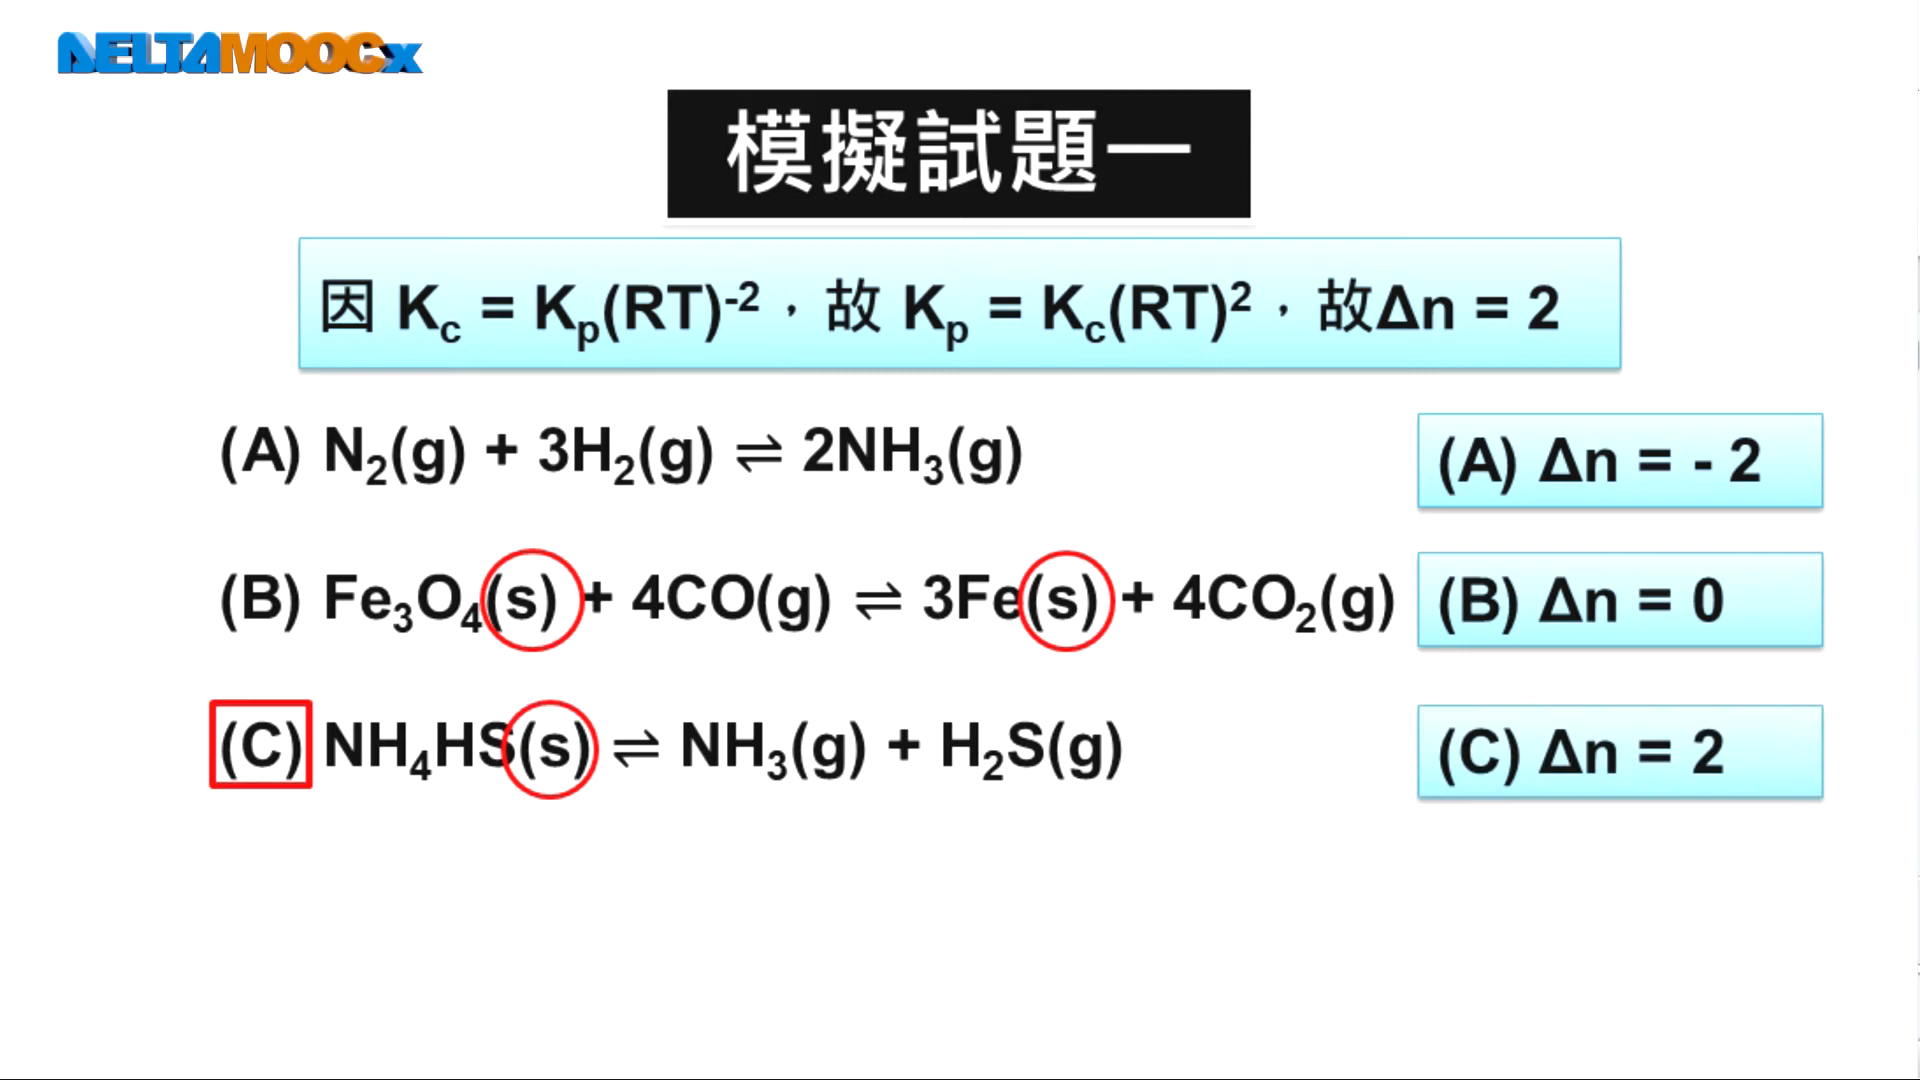 DELTAMOOCx
模擬試題一
因 Kc = Kp(RT)-2，故 Kp = Kc(RT)2，故Δn = 2
(A) N2(g) + 3H2(g) ⇌ 2NH3(g)
(A) Δn = - 2
(B) Fe3O4(s) + 4CO(g) ⇌ 3Fe(s) + 4CO2(g)
(B) Δn = 0
(C) NH4HS(s) ⇌ NH3(g) + H2S(g)
(C) Δn = 2